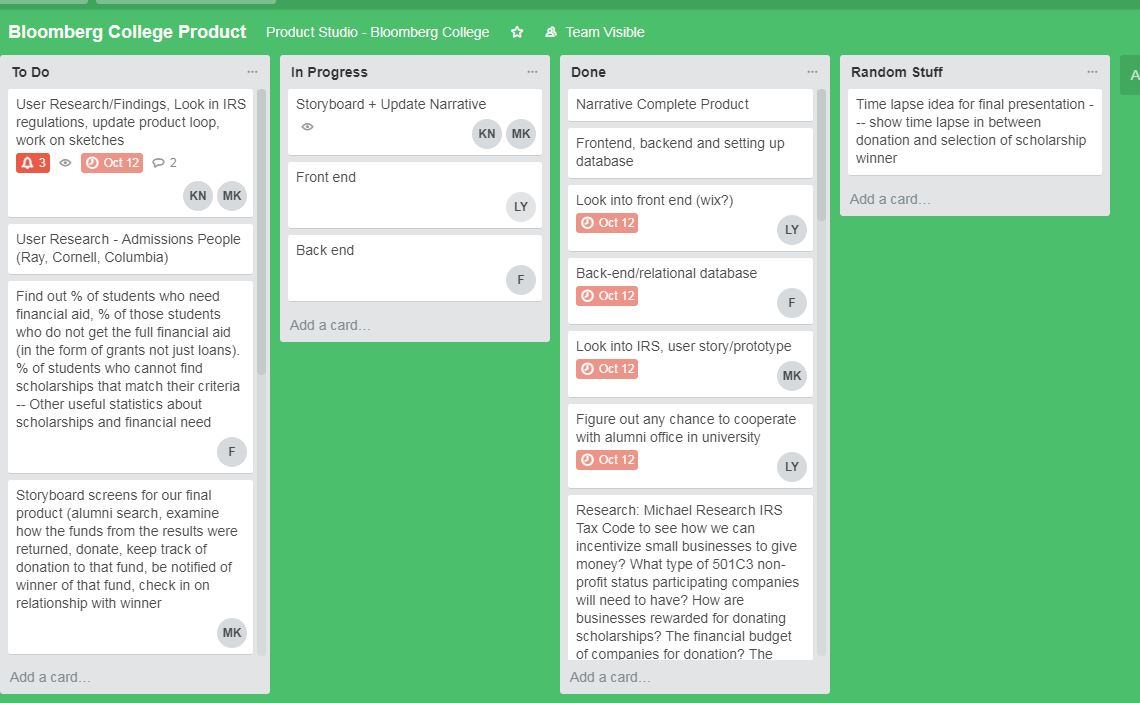 Bloomberg College Product
Product Studio - Bloomberg College
Team Visible
To Do
User Research/Findings, Look in IRS
regulations, update product loop,
work on sketches
3
Oct 12
2
KN
MK
User Research - Admissions People
(Ray, Cornell, Columbia)
Find out % of students who need
financial aid, % of those students
who do not get the full financial aid
(in the form of grants not just loans).
% of students who cannot find
scholarships that match their criteria
-- Other useful statistics about
scholarships and financial need
F
Storyboard screens for our final
product (alumni search, examine
how the funds from the results were
returned, donate, keep track of
donation to that fund, be notified of
winner of that fund, check in on
relationship with winner
MK
Add a card…
In Progress
Storyboard + Update Narrative
KN
MK
Front end
LY
Back end
F
Add a card…
Done
Narrative Complete Product
Frontend, backend and setting up
database
Look into front end (wix?)
Oct 12
LY
Back-end/relational database
Oct 12
F
Look into IRS, user story/prototype
Oct 12
MK
Figure out any chance to cooperate
with alumni office in university
Oct 12
LY
Research: Michael Research IRS
Tax Code to see how we can
incentivize small businesses to give
money? What type of 501C3 non-
profit status participating companies
will need to have? How are
businesses rewarded for donating
scholarships? The financial budget
of companies for donation? The
Add a card…
Random Stuff
Time lapse idea for final presentation -
-- show time lapse in between
donation and selection of scholarship
winner
Add a card…
A